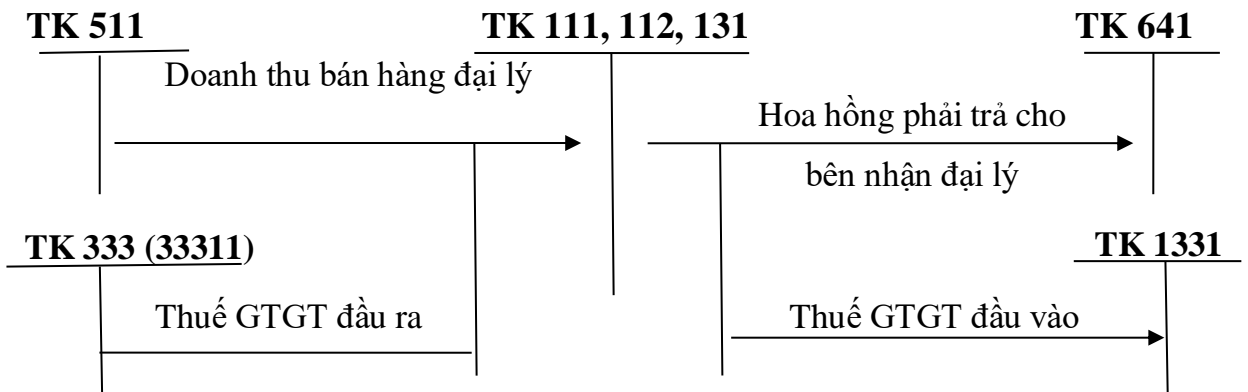 TK 511
TK 111, 112, 131
TK 641
Doanh thu bán hàng đại lý
Hoa hồng phải trả cho
bên nhận đại lý
TK 333 (33311)
TK 1331
Thuế GTGT đầu ra
Thuế GTGT đầu vào